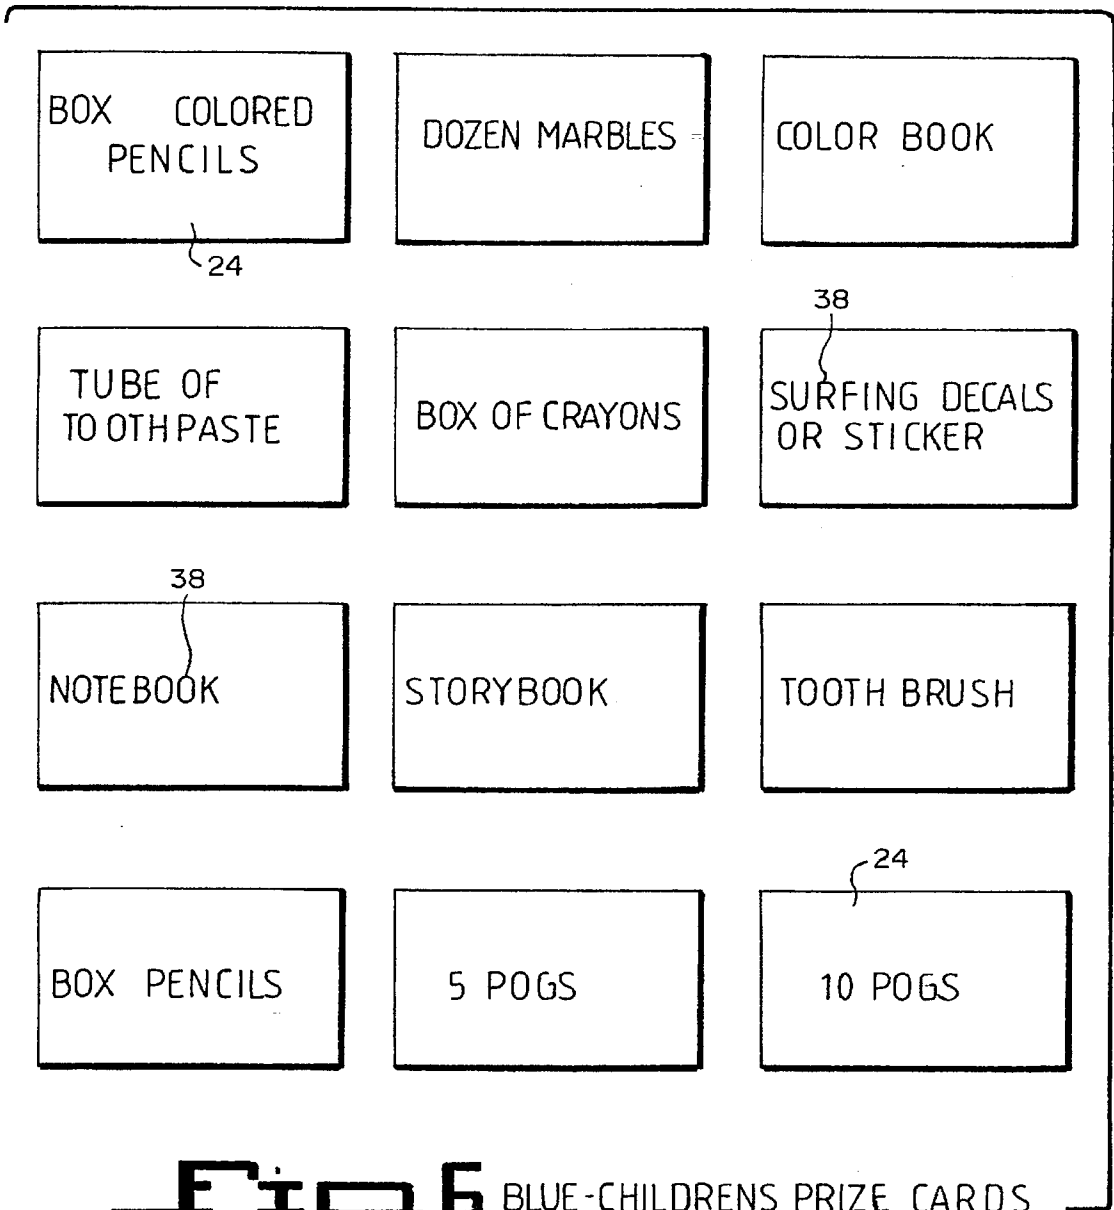 BOX COLORED
PENCILS
24
DOZEN MARBLES
COLOR BOOK
TUBE OF
TOOTHPASTE
BOX OF CRAYONS
38
SURFING DECALS
OR STICKER
38
NOTEBOOK
STORYBOOK
TOOTH BRUSH
BOX PENCILS
5 POGS
24
10 POGS
Fig 6 BLUE-CHILDRENS PRIZE CARDS